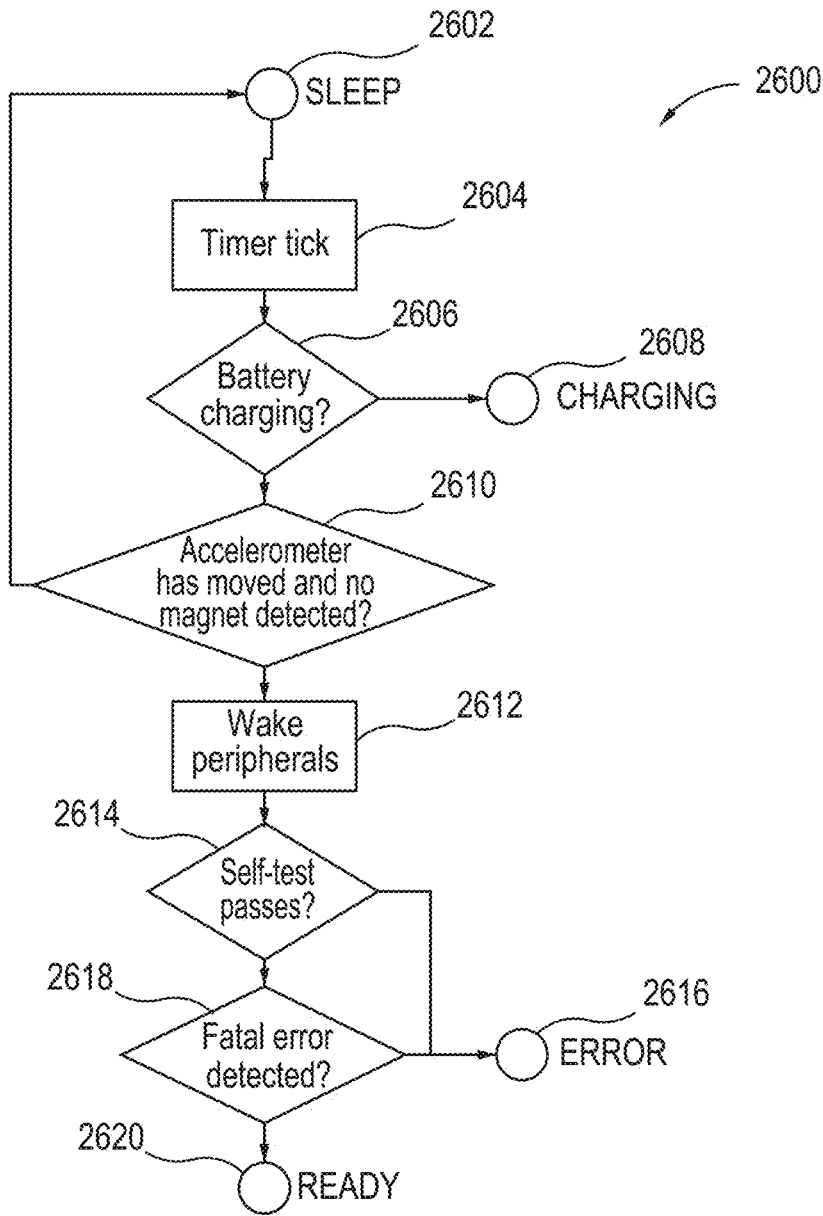 2602
SLEEP
2600
2604
Timer tick
2606
Battery
charging?
2608
CHARGING
2610
Accelerometer
has moved and no
magnet detected?
2612
Wake
peripherals
2614
Self-test
passes?
2618
Fatal error
detected?
2616
ERROR
2620
READY